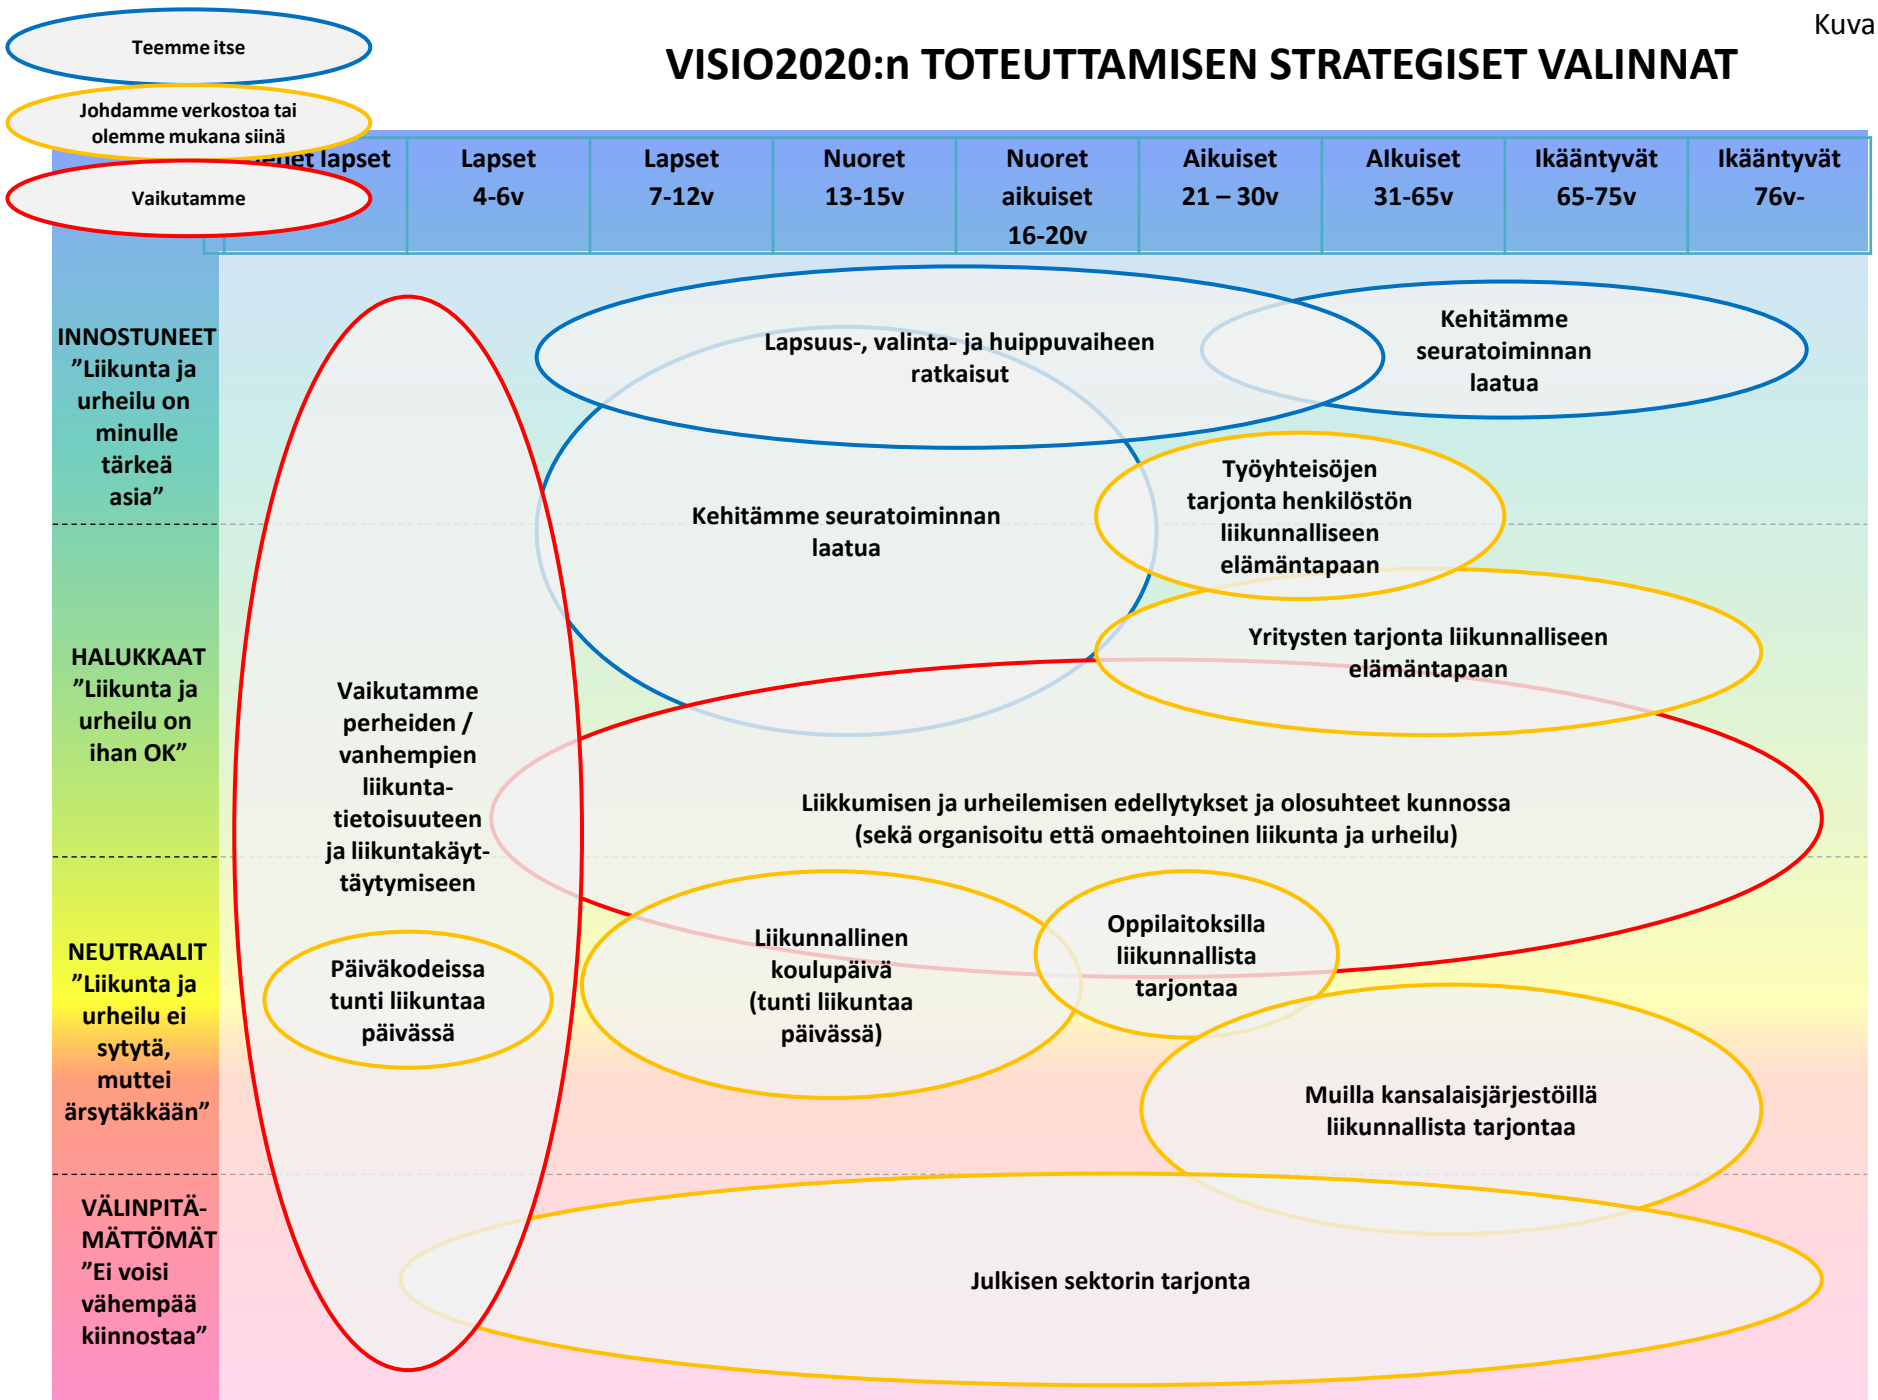 Kuva
VISIO2020:n TOTEUTTAMISEN STRATEGISET VALINNAT
Teemme itse
Johdamme verkostoa tai
olemme mukana siinä
Vaikutamme
lapset
Lapset
4-6v
Lapset
7-12v
Nuoret
13-15v
Nuoret
aikuiset
16-20v
Aikuiset
21 – 30v
AIkuiset
31-65v
Ikääntyvät
65-75v
Ikääntyvät
76v-
INNOSTUNEET
”Liikunta ja
urheilu on
minulle
tärkeä
asia”
HALUKKAAT
”Liikunta ja
urheilu on
ihan OK”
NEUTRAALIT
”Liikunta ja
urheilu ei
sytytä,
muttei
ärsytäkkään”
VÄLINPITÄ-
MÄTTÖMÄT
”Ei voisi
vähempää
kiinnostaa”
Lapsuus-, valinta- ja huippuvaiheen
ratkaisut
Kehitämme
seuratoiminnan
laatua
Kehitämme seuratoiminnan
laatua
Työyhteisöjen
tarjonta henkilöstön
liikunnalliseen
elämäntapaan
Yritysten tarjonta liikunnalliseen
elämäntapaan
Vaikutamme
perheiden /
vanhempien
liikunta-
tietoisuuteen
ja liikuntakäyt-
täytymiseen
Liikkumisen ja urheilemisen edellytykset ja olosuhteet kunnossa
(sekä organisoitu että omaehtoinen liikunta ja urheilu)
Päiväkodeissa
tunti liikuntaa
päivässä
Liikunnallinen
koulupäivä
(tunti liikuntaa
päivässä)
Oppilaitoksilla
liikunnallista
tarjontaa
Muilla kansalaisjärjestöillä
liikunnallista tarjontaa
Julkisen sektorin tarjonta